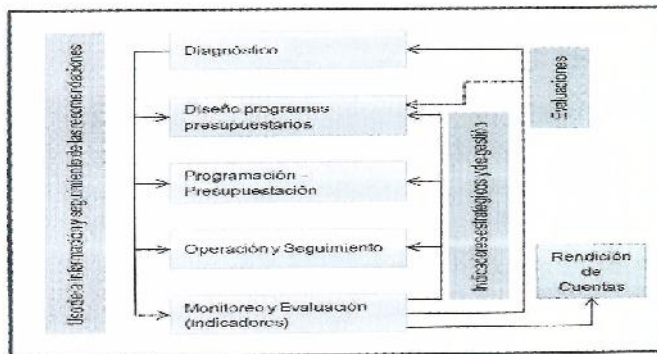 Uso de la información y seguimiento de las recomendaciones
Diagnóstico
Diseño programas
presupuestarios
Programación -
Presupuestación
Operación y Seguimiento
Monitoreo y Evaluación
(Indicadores)
Indicadores estratégicos y de gestión
Evaluaciones
Rendición
de
Cuentas